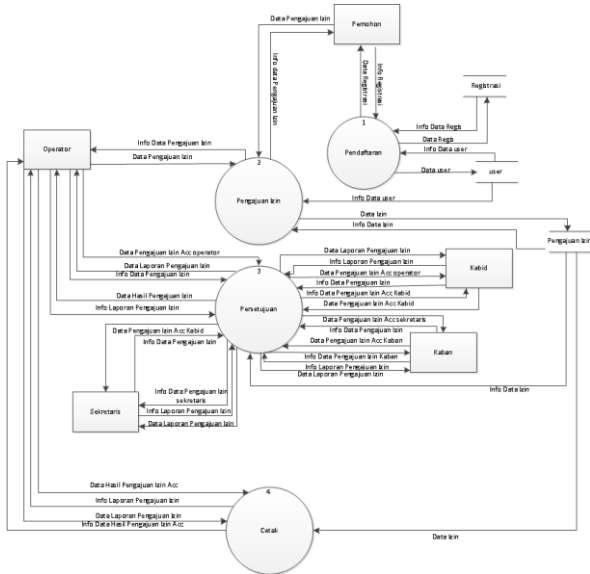 Data Pengajuan Izin
Pemohon
Info data Pengajuan Izin
Data Registrasi
Info Registrasi
Registrasi
1
Pendaftaran
Info Data Regis
Data Regis
Info Data user
Data user
user
Operator
Info Data Pengajuan Izin
Data Pengajuan Izin
2
Pengajuan Izin
Info Data user
Data Izin
Info Data Izin
Pengajuan Izin
Data Pengajuan Izin Acc operator
Data Laporan Pengajuan Izin
Info Data Pengajuan Izin
Data Hasil Pengajuan Izin
Info Laporan Pengajuan Izin
3
Persetujuan
Data Laporan Pengajuan Izin
Info Laporan Pengajuan Izin
Data Pengajuan Izin Acc operator
Info Data Pengajuan Izin
Info Data Pengajuan Izin Acc Kabid
Data Pengajuan Izin Acc Kabid
Kabid
Data Pengajuan Izin Acc sekretaris
Info Data Pengajuan Izin
Data Pengajuan Izin Acc Kaban
Info Data Pengajuan Izin Kaban
Info Laporan Pengajuan Izin
Data Laporan Pengajuan Izin
Kaban
Info Data Izin
Data Pengajuan Izin Acc Kabid
Info Data Pengajuan Izin
Sekretaris
Info Data Pengajuan Izin
sekretaris
Info Laporan Pengajuan Izin
Data Laporan Pengajuan Izin
Data Hasil Pengajuan Izin Acc
Info Laporan Pengajuan Izin
Data Laporan Pengajuan Izin
Info Data Hasil Pengajuan Izin Acc
4
Cetak
Data Izin